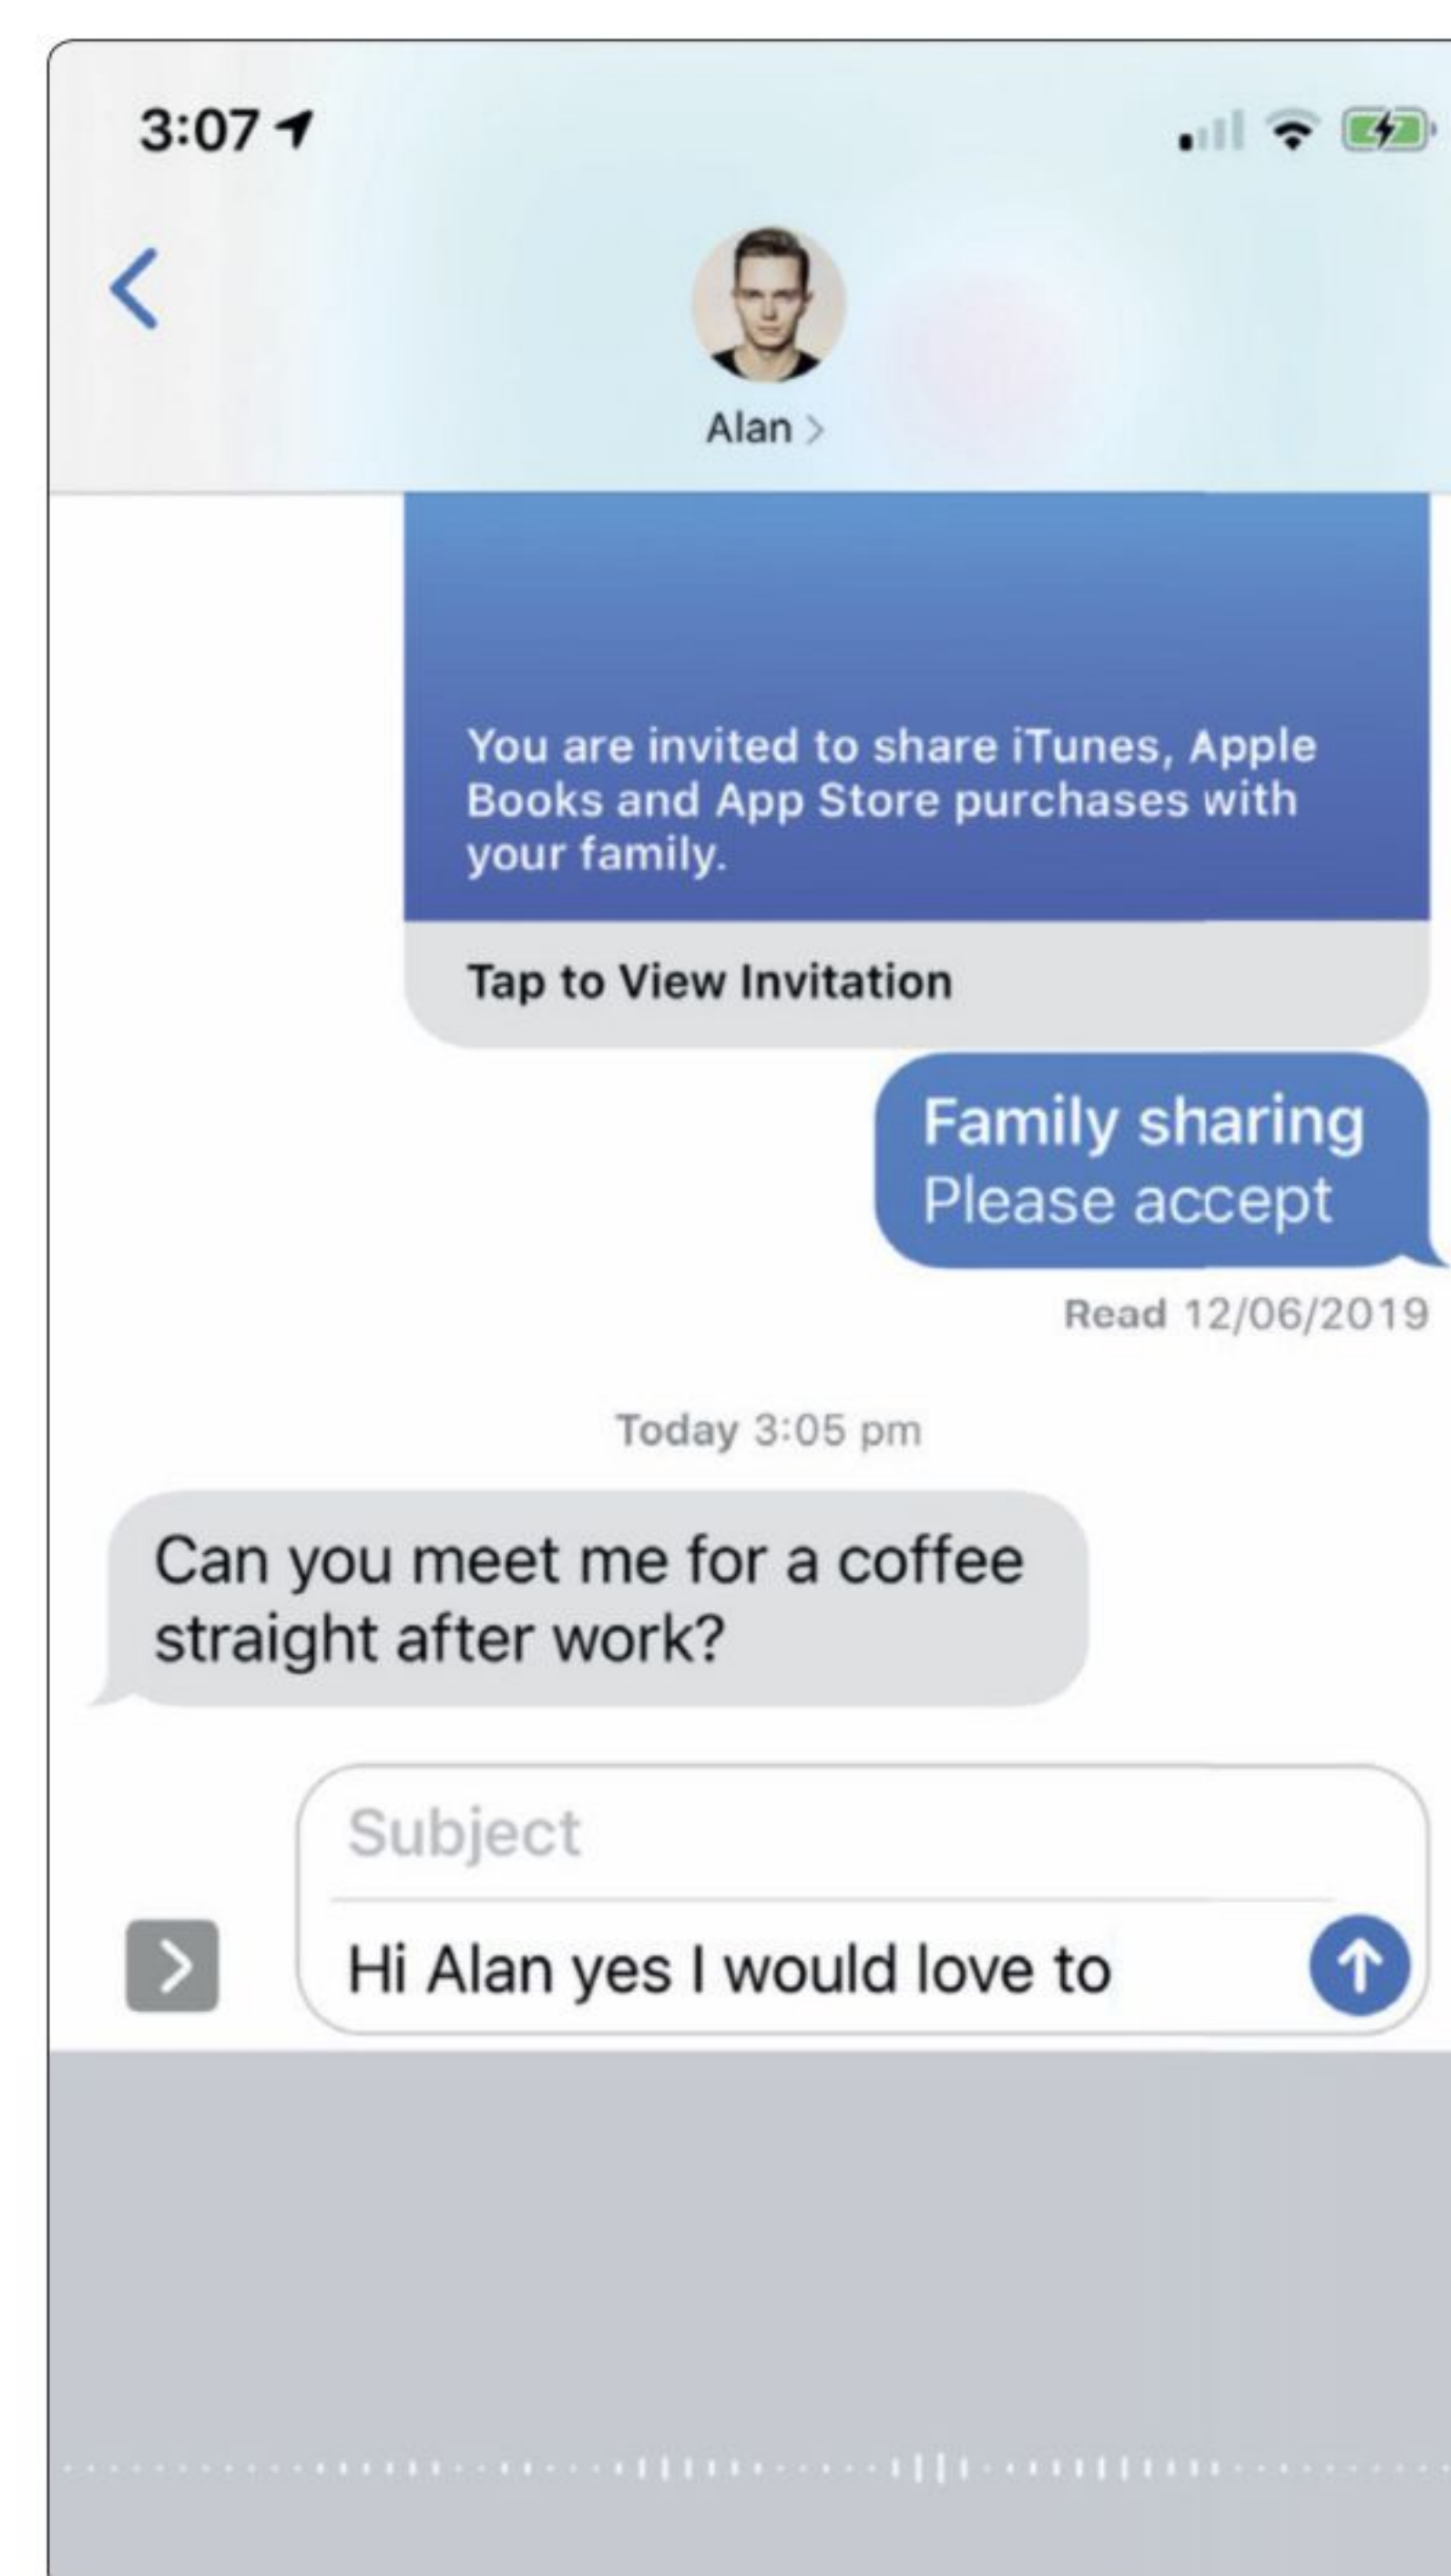 3:07
Alan
You are invited to share iTunes, Apple
Books and App Store purchases with
your family.
Tap to View Invitation
Family sharing
Please accept
Read 12/06/2019
Today 3:05 pm
Can you meet me for a coffee
straight after work?
Subject
Hi Alan yes I would love to